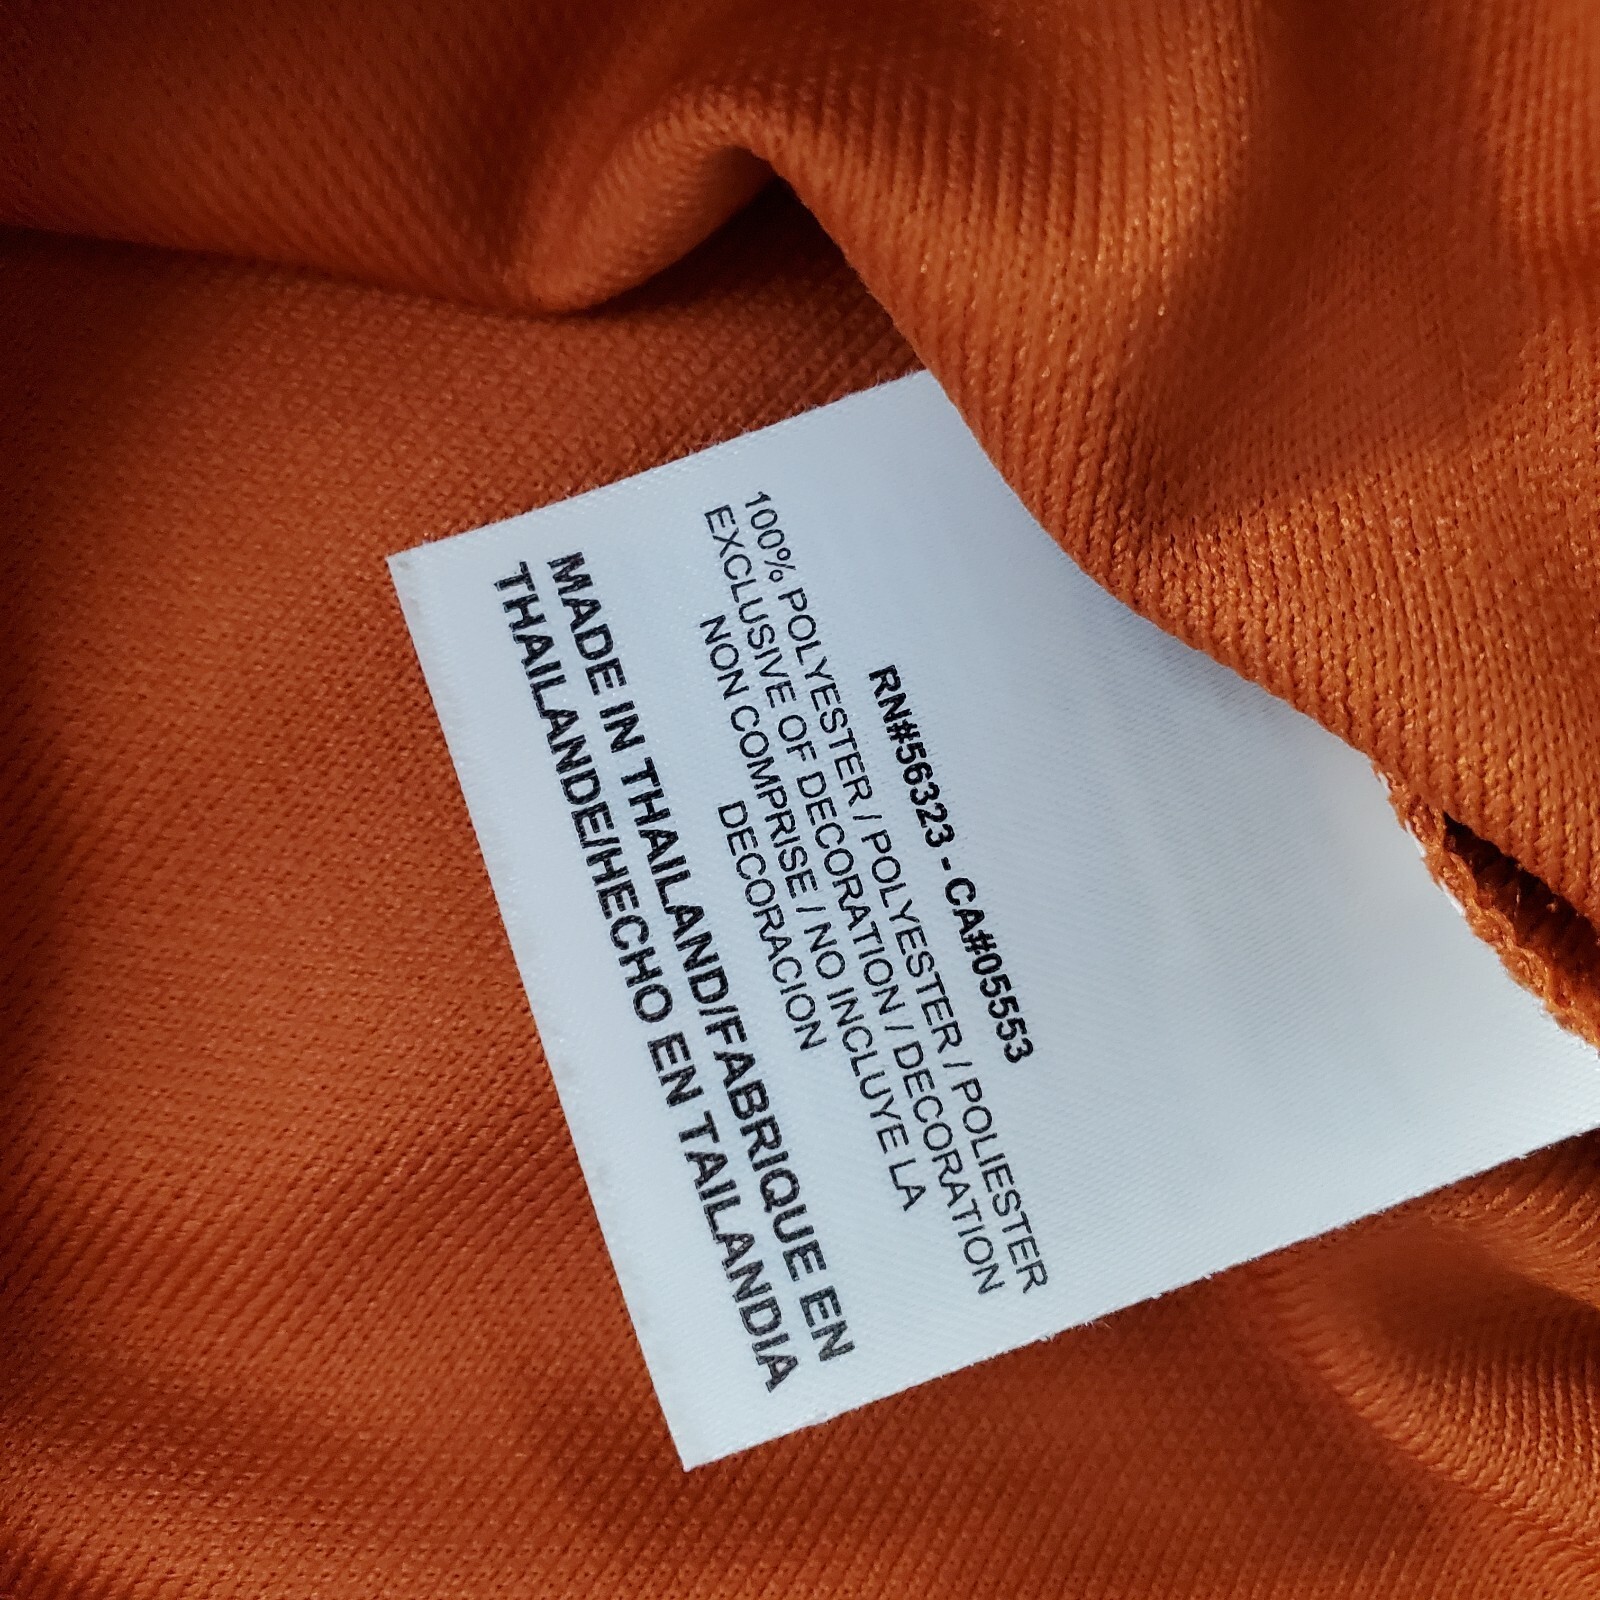 RN#56323 - CA#05553
100% POLYESTER / POLYESTER / POLIESTER
EXCLUSIVE OF DECORATION / DECORATION
NON COMPRISE / NO INCLUYE LA
DECORACION
MADE IN THAILAND/FABRIQUE EN
THAILANDE/HECHO EN TAILANDIA